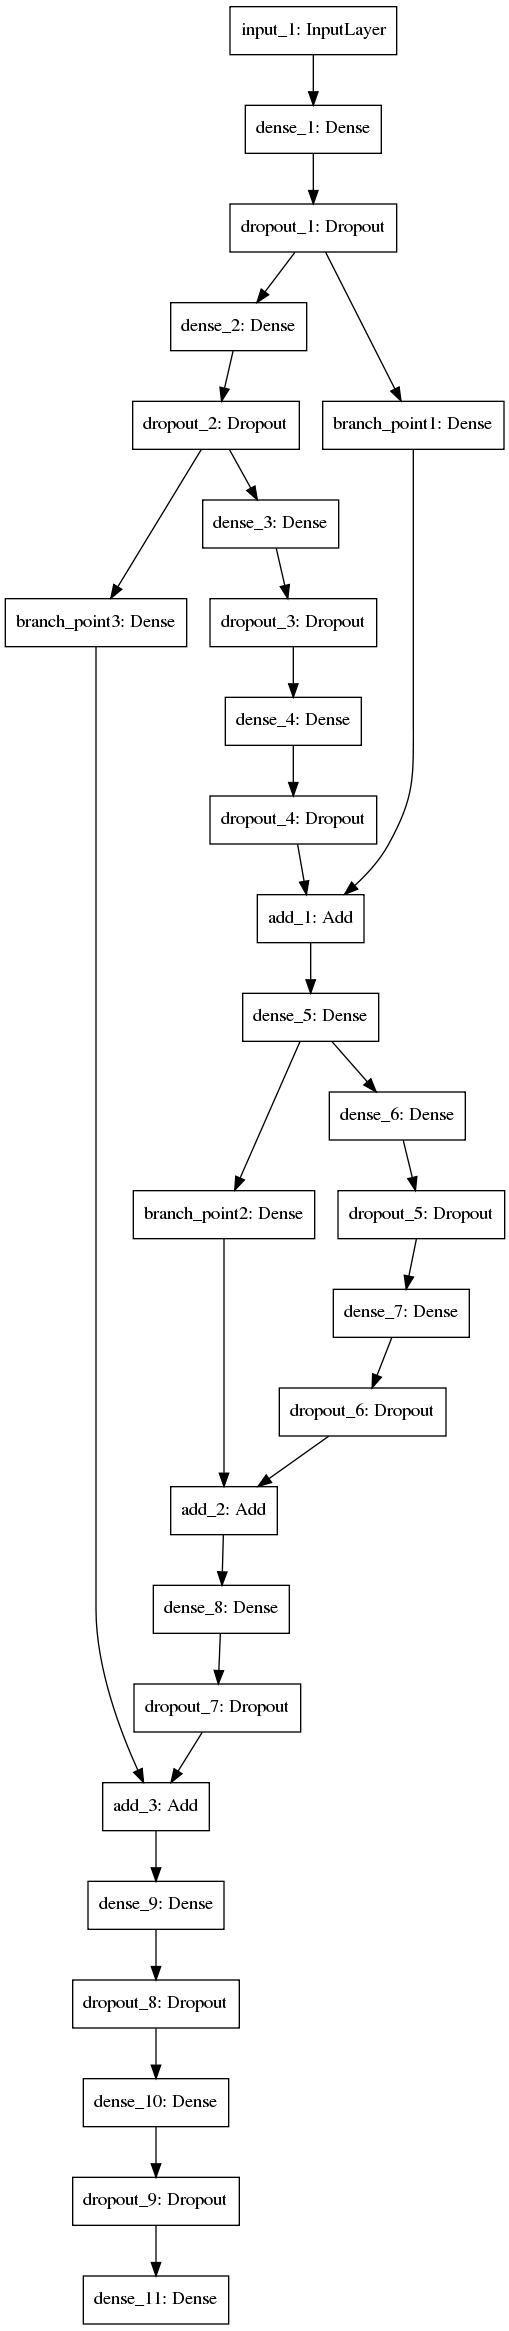 input_1: InputLayer
dense_1: Dense
dropout_1: Dropout
dense_2: Dense
dropout_2: Dropout
branch_point1: Dense
dense_3: Dense
branch_point3: Dense
dropout_3: Dropout
dense_4: Dense
dropout_4: Dropout
add_1: Add
dense_5: Dense
dense_6: Dense
branch_point2: Dense
dropout_5: Dropout
dense_7: Dense
dropout_6: Dropout
add_2: Add
dense_8: Dense
dropout_7: Dropout
add_3: Add
dense_9: Dense
dropout_8: Dropout
dense_10: Dense
dropout_9: Dropout
dense_11: Dense